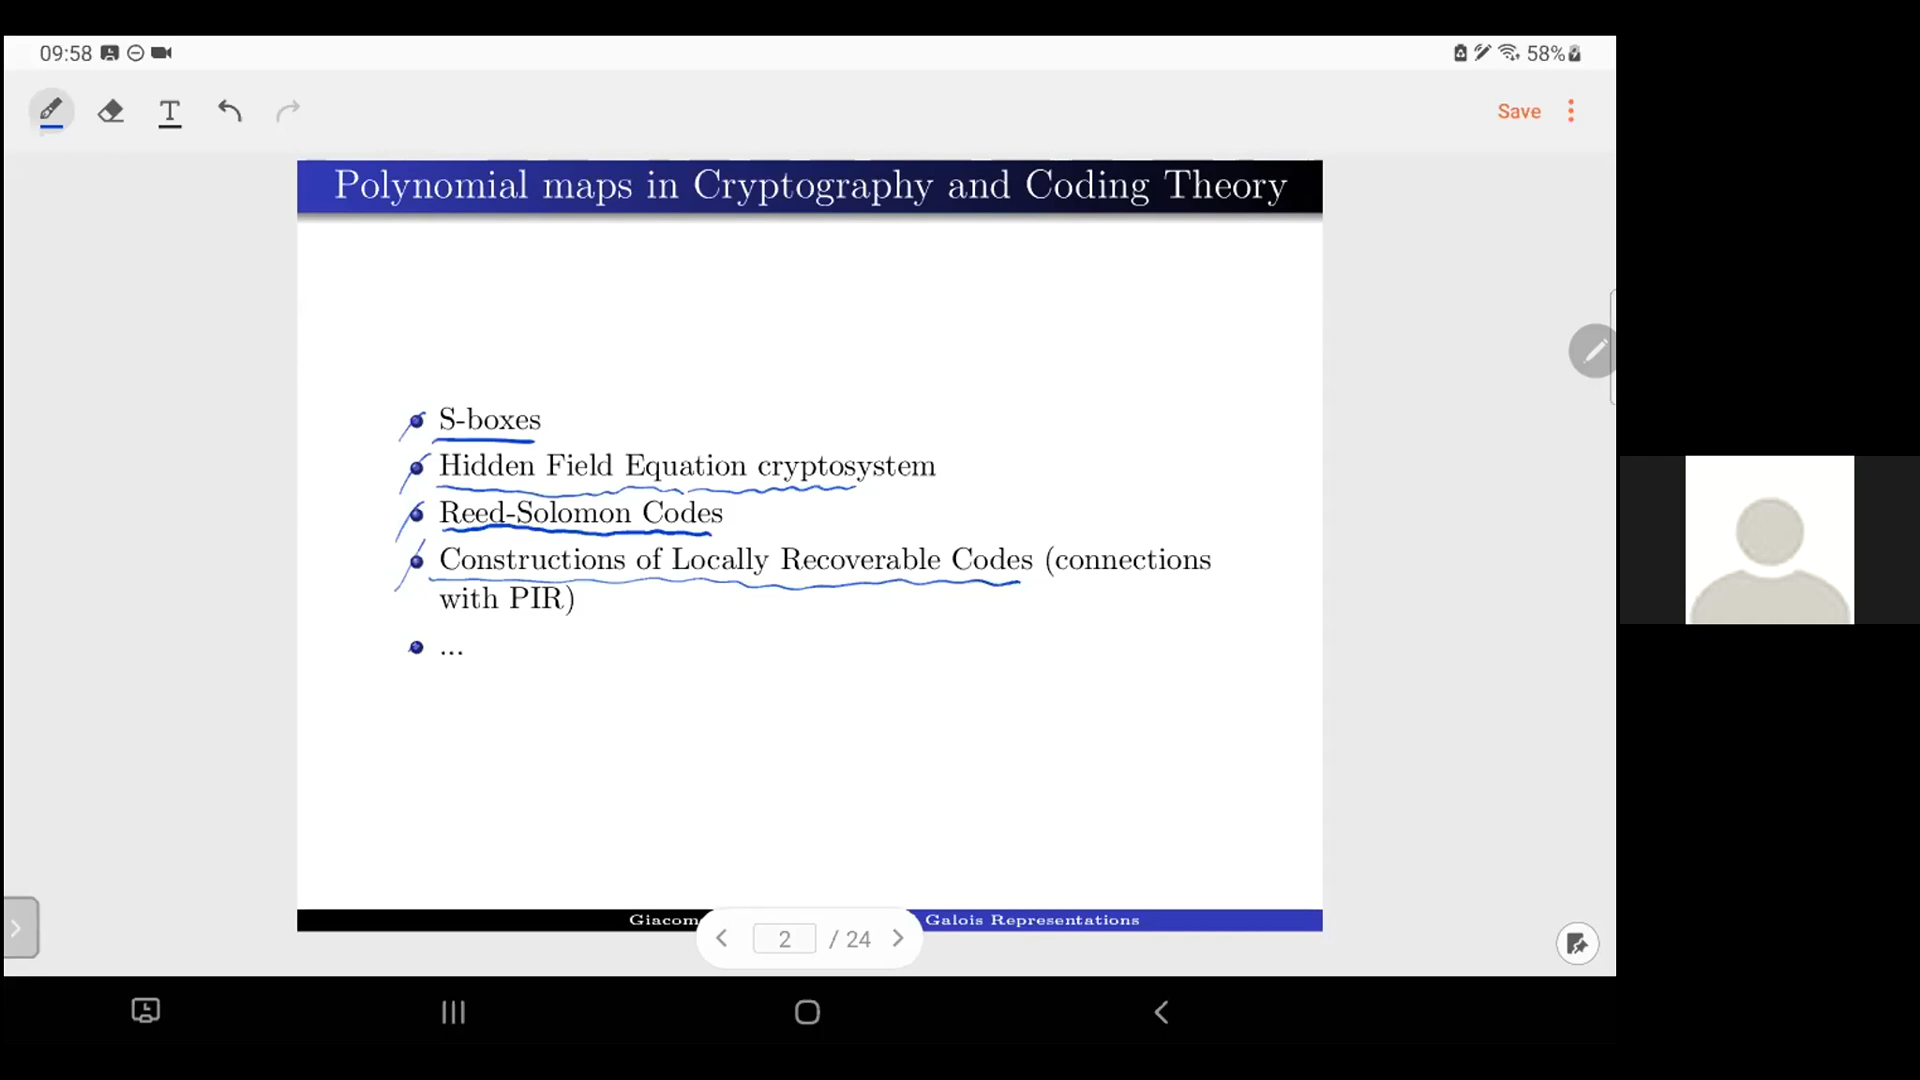 09:58
58%
T
Save
Polynomial maps in Cryptography and Coding Theory
S-boxes
Hidden Field Equation cryptosystem
Reed-Solomon Codes
Constructions of Locally Recoverable Codes (connections
with PIR)
...
Galois Representations
2 / 24